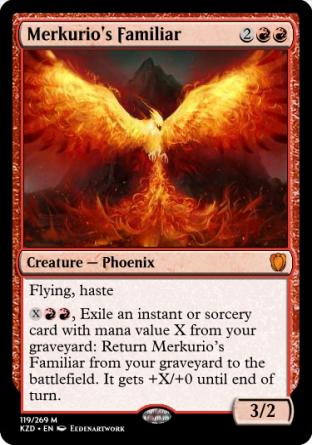 Merkurio's Familiar 2
Creature — Phoenix
Flying, haste
X, Exile an instant or sorcery
card with mana value X from your
graveyard: Return Merkurio's
Familiar from your graveyard to the
battlefield. It gets +X/+0 until end of
turn.
3/2
119/269 M
KZD • EN EEDENARTWORK